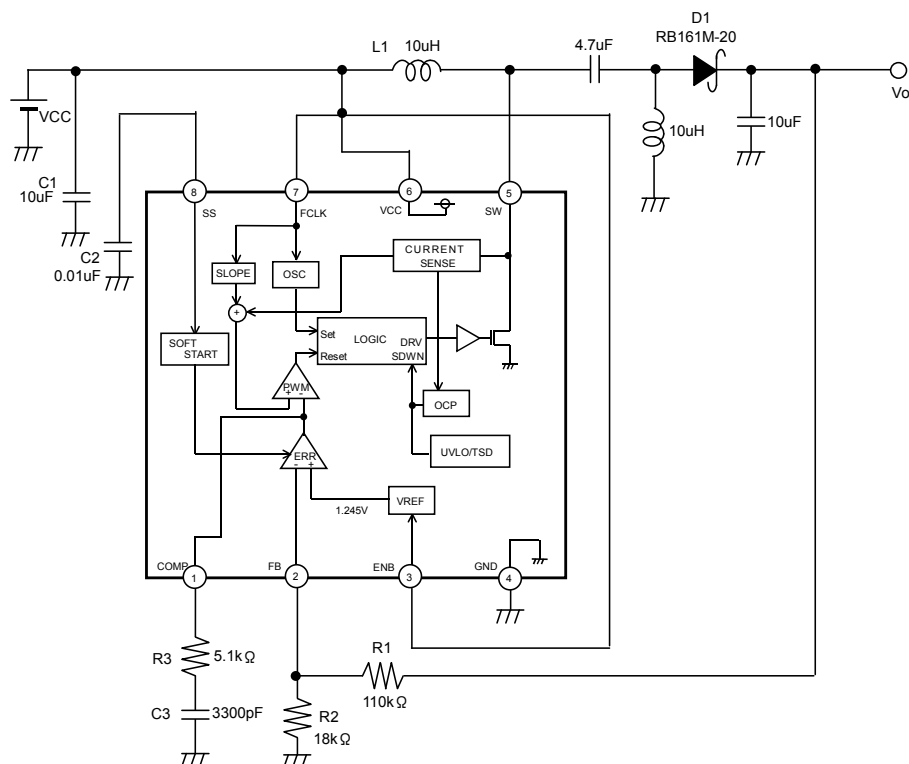 D1
RB161M-20
L1 10uH
4.7uF
Vo
VCC
10uH
10uF
C1
10uF
8
7
6
5
SS
FCLK
VCC
SW
C2
0.01uF
CURRENT
SENSE
SLOPE
OSC
+
Set
LOGIC
DRV
SOFT
START
Reset
SDWN
PWM
+ -
OCP
ERR
- +
UVLO/TSD
1.245V
VREF
COMP
FB
ENB
GND
1
2
3
4
R3
5.1kΩ
R1
110kΩ
C3
3300pF
R2
18kΩ